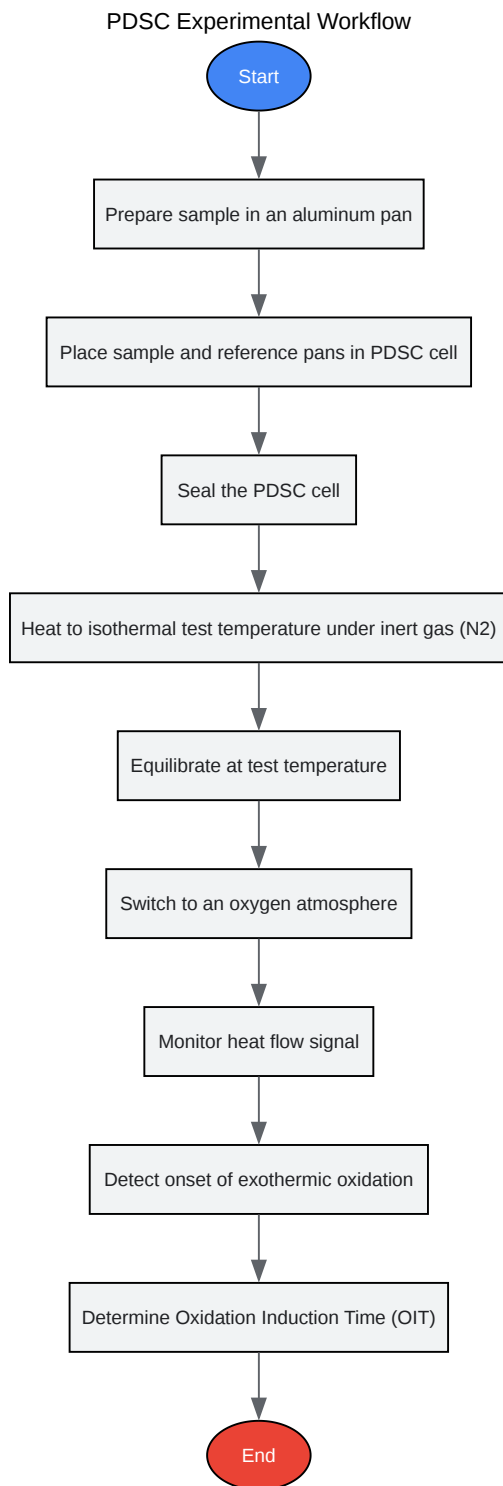 PDSC Experimental Workflow
Start
Prepare sample in an aluminum pan
Place sample and reference pans in PDSC cell
Seal the PDSC cell
Heat to isothermal test temperature under inert gas (N2)
Equilibrate at test temperature
Switch to an oxygen atmosphere
Monitor heat flow signal
Detect onset of exothermic oxidation
Determine Oxidation Induction Time (OIT)
End